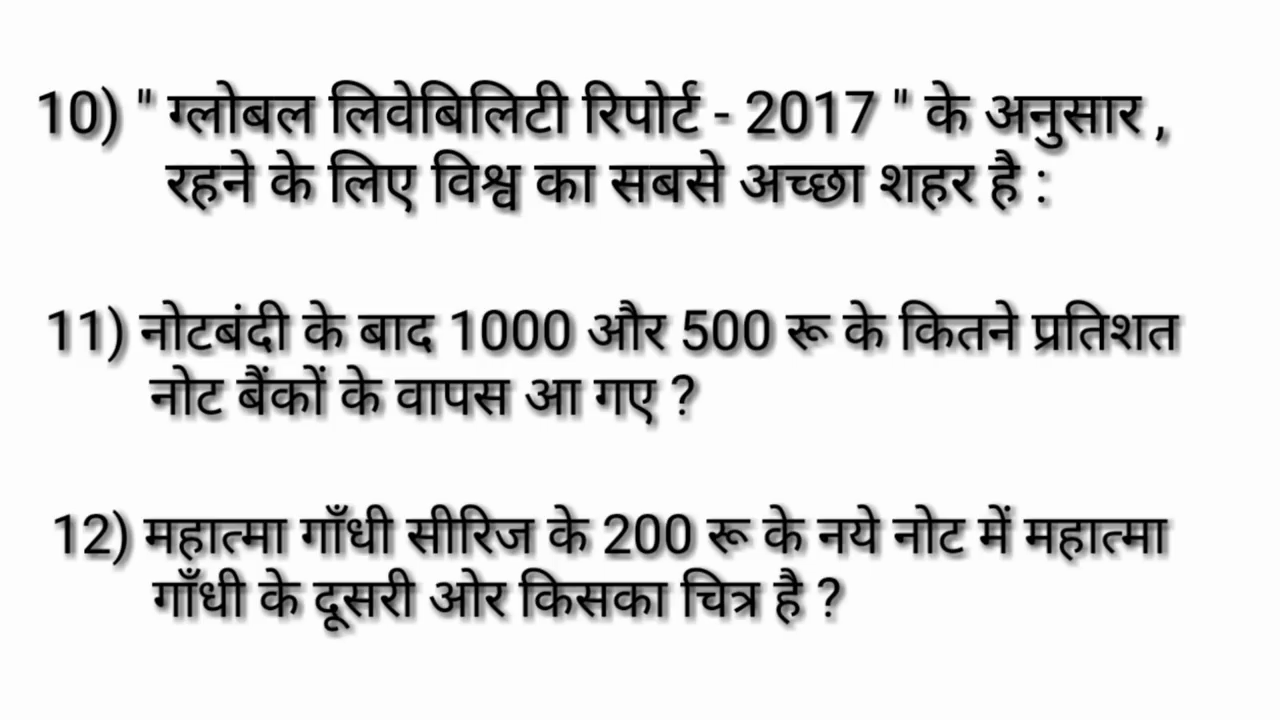 10) " ग्लोबल लिवेबिलिटी रिपोर्ट - 2017 " के अनुसार ,
रहने के लिए विश्व का सबसे अच्छा शहर है :
11) नोटबंदी के बाद 1000 और 500 रू के कितने प्रतिशत
नोट बैंकों के वापस आ गए ?
12) महात्मा गाँधी सीरिज के 200 रू के नये नोट में महात्मा
गाँधी के दूसरी ओर किसका चित्र है ?